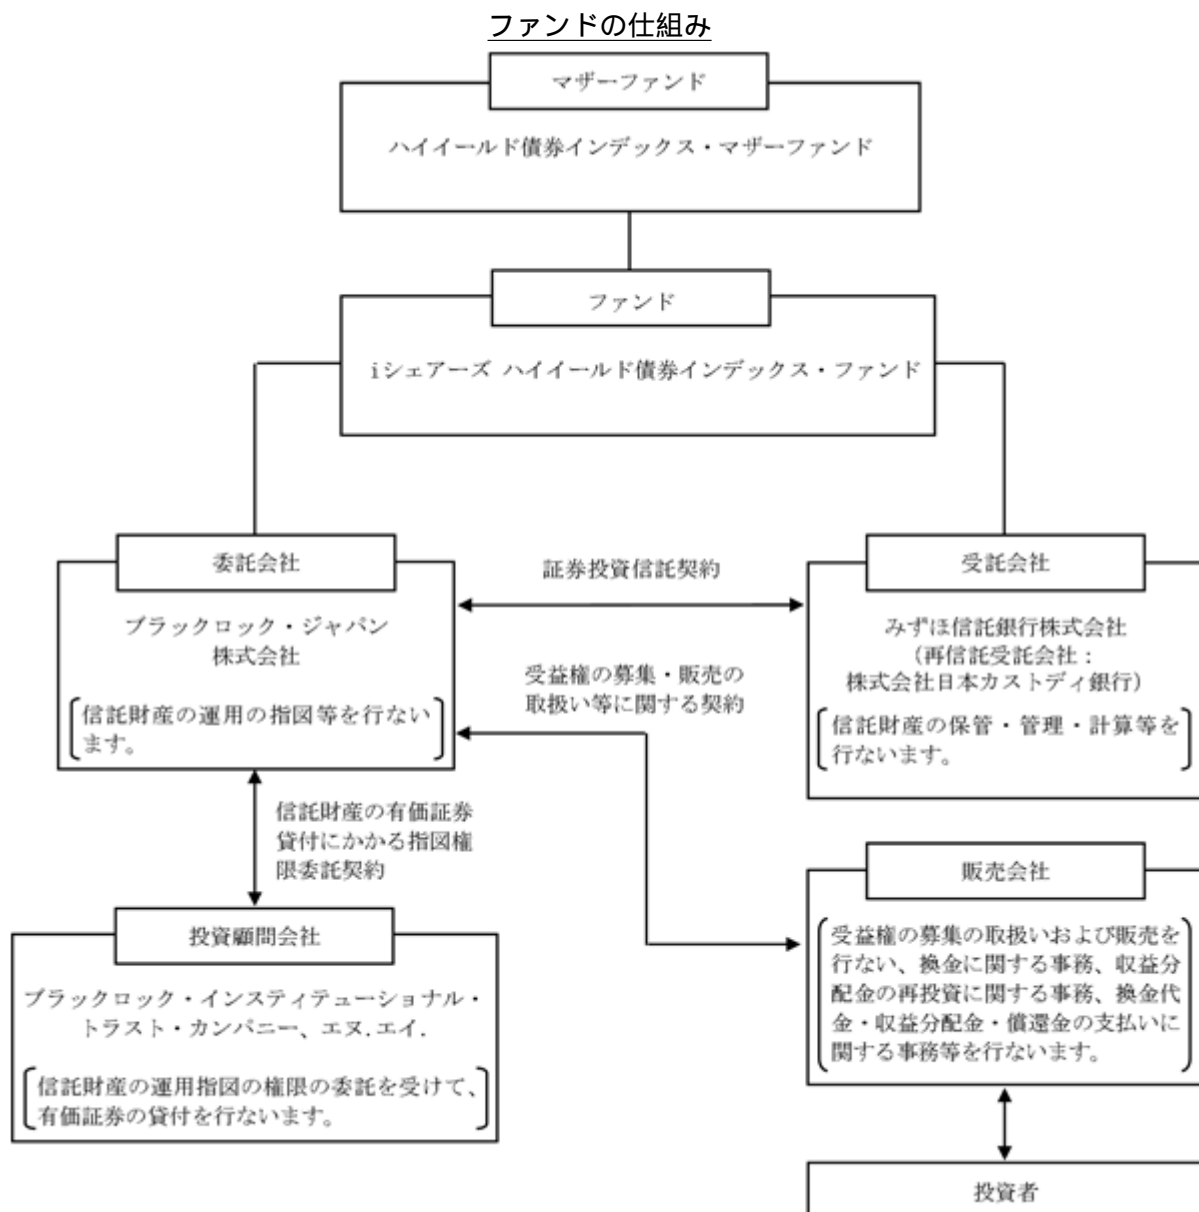 ファンドの仕組み
マザーファンド
ハイイールド債券インデックス・マザーファンド
ファンド
iシェアーズ ハイイールド債券インデックス・ファンド
委託会社
ブラックロック・ジャパン
株式会社
信託財産の運用の指図等を行ない
ます。
証券投資信託契約
受益権の募集・販売の
取扱い等に関する契約
受託会社
みずほ信託銀行株式会社
（再信託受託会社：
株式会社日本カストディ銀行）
信託財産の保管・管理・計算等を
行ないます。
信託財産の有価証券
貸付にかかる指図権
限委託契約
投資顧問会社
ブラックロック・インスティテューショナル・
トラスト・カンパニー、エヌ.エイ.
信託財産の運用指図の権限の委託を受けて、
有価証券の貸付を行ないます。
販売会社
受益権の募集の取扱いおよび販売を
行ない、換金に関する事務、収益分
配金の再投資に関する事務、換金代
金・収益分配金・償還金の支払いに
関する事務等を行ないます。
投資者